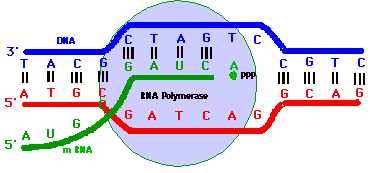 DNA
C T A G T C
3' T A C G C G T C
G A U C A
ppp
5' A T G C G C A G
RNA Polymerase
G A T C A G
5' A U G
m RNA